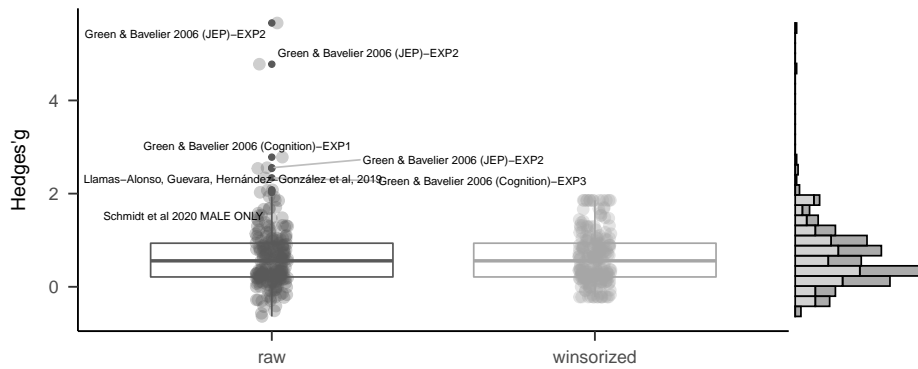 Green & Bavelier 2006 (JEP)−EXP2
Green & Bavelier 2006 (JEP)−EXP2
4
Hedges'g
Green & Bavelier 2006 (Cognition)−EXP1
Green & Bavelier 2006 (JEP)−EXP2
Llamas−Alonso, Guevara, Hernández−González et al, 2019
Green & Bavelier 2006 (Cognition)−EXP3
2
Schmidt et al 2020 MALE ONLY
0
raw
winsorized